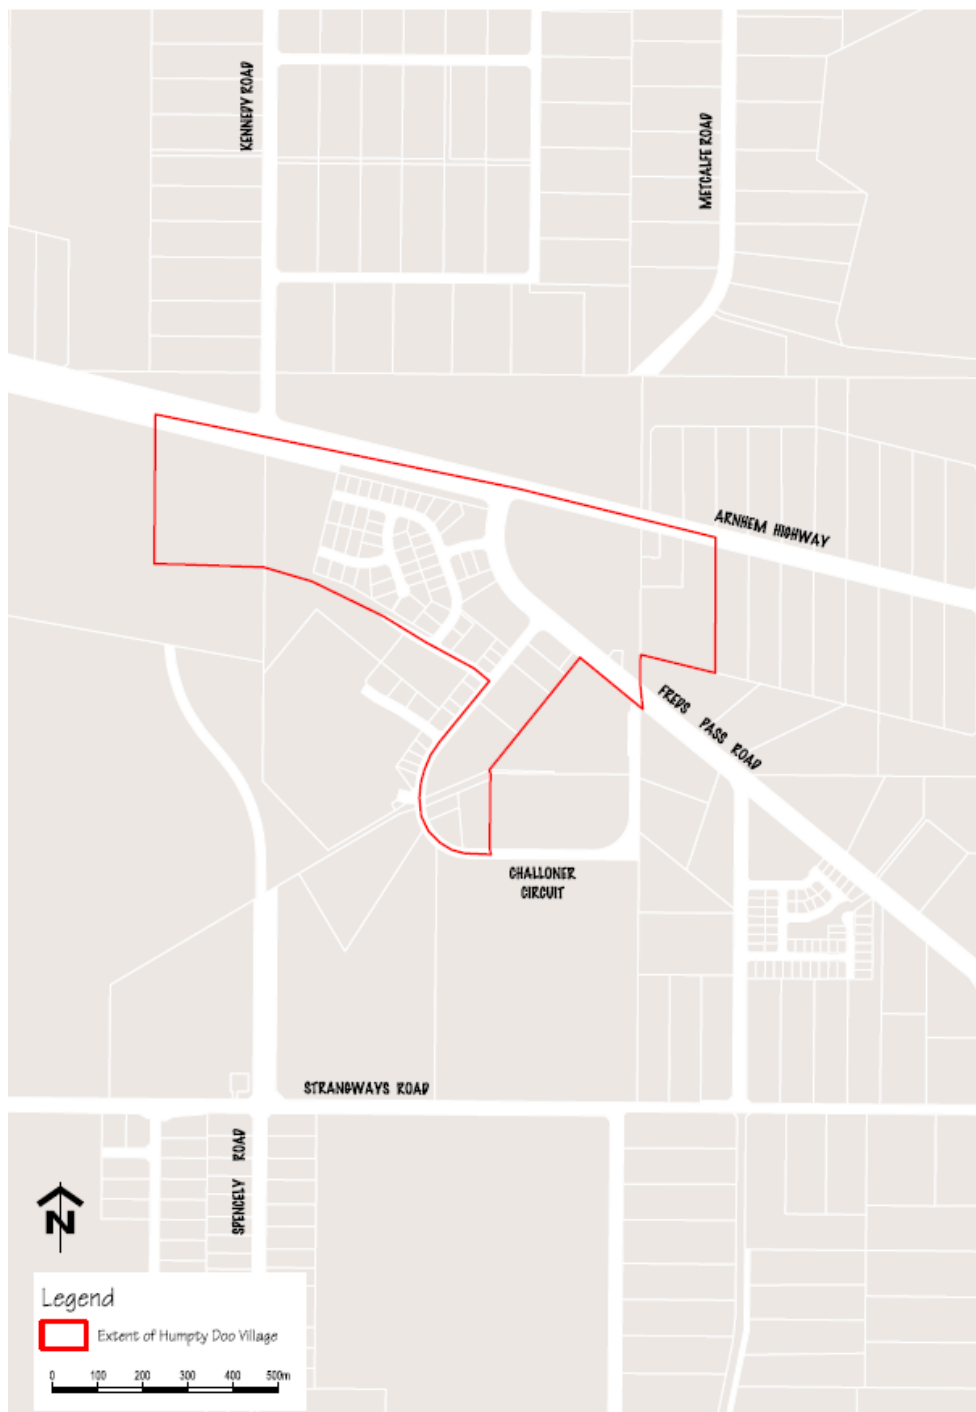 KENNEDY ROAD
METCALFE ROAD
ARNHEM HIGHWAY
FREDS PASS ROAD
CHALLONER
CIRCUIT
STRANGWAYS ROAD
SPENCELY ROAD
N
Legend
Extent of Humpty Doo Village
0 100 200 300 400 500m